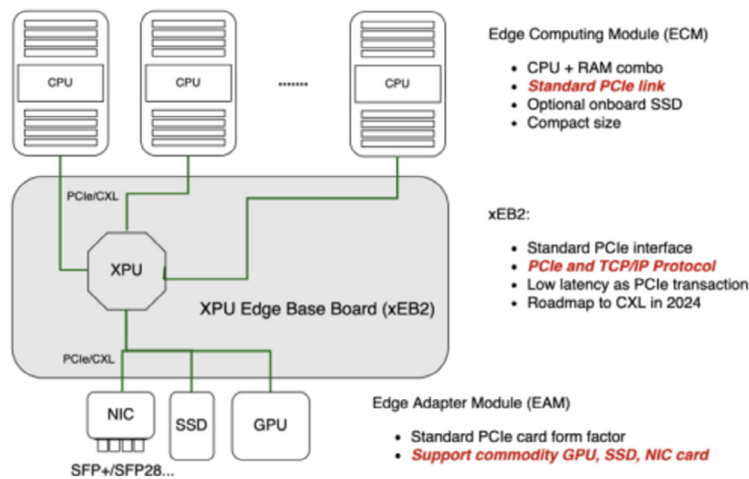 CPU
CPU
.......
CPU
Edge Computing Module (ECM)
• CPU + RAM combo
• Standard PCIe link
• Optional onboard SSD
• Compact size
PCIe/CXL
XPU
XPU Edge Base Board (xEB2)
PCIe/CXL
xEB2:
• Standard PCIe interface
• PCIe and TCP/IP Protocol
• Low latency as PCIe transaction
• Roadmap to CXL in 2024
NIC
SSD
GPU
SFP+/SFP28...
Edge Adapter Module (EAM)
• Standard PCIe card form factor
• Support commodity GPU, SSD, NIC card